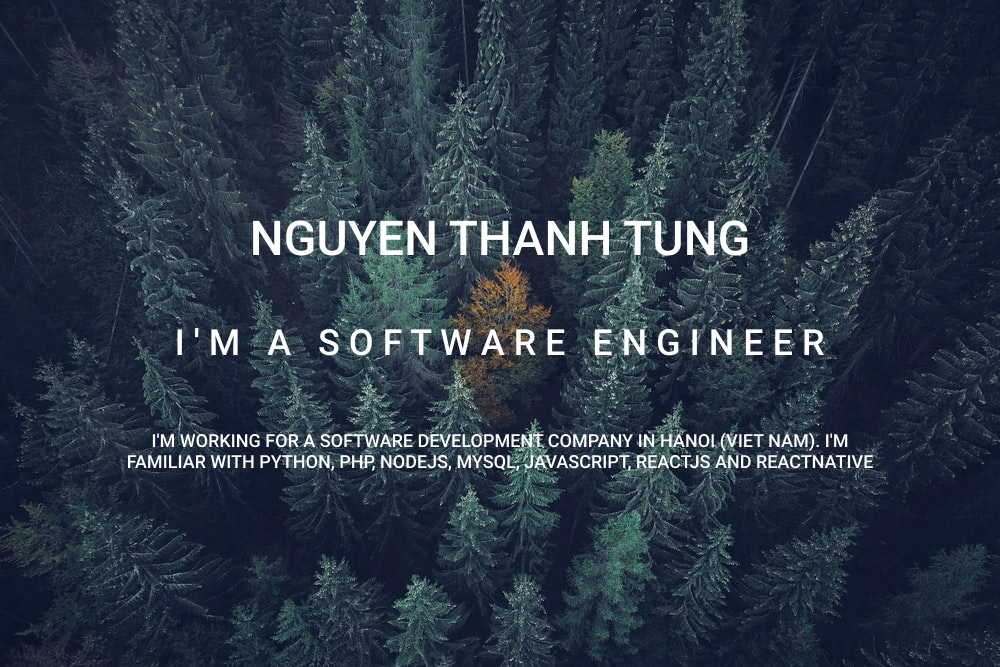 NGUYEN THANH TUNG
I'M A SOFTWARE ENGINEER
I'M WORKING FOR A SOFTWARE DEVELOPMENT COMPANY IN HANOI (VIET NAM). I'M
FAMILIAR WITH PYTHON, PHP, NODEJS, MYSQL, JAVASCRIPT, REACTJS AND REACTNATIVE